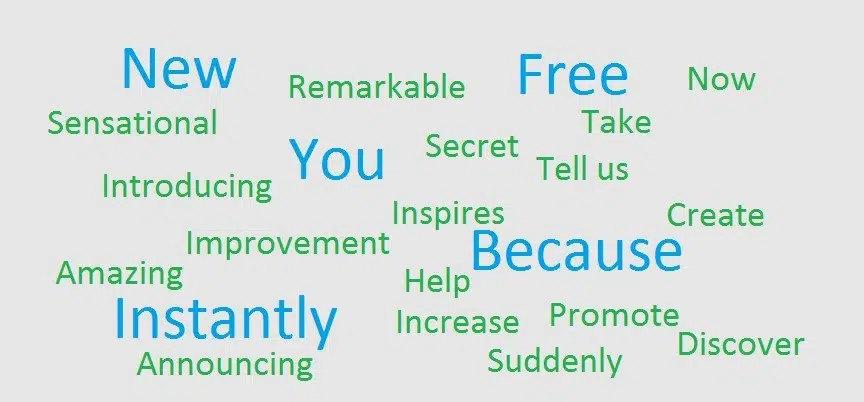 New
Free
Remarkable
Now
Sensational
Take
You
Secret
Tell us
Introducing
Inspires
Create
Improvement
Because
Amazing
Help
Instantly
Increase
Promote
Discover
Announcing
Suddenly